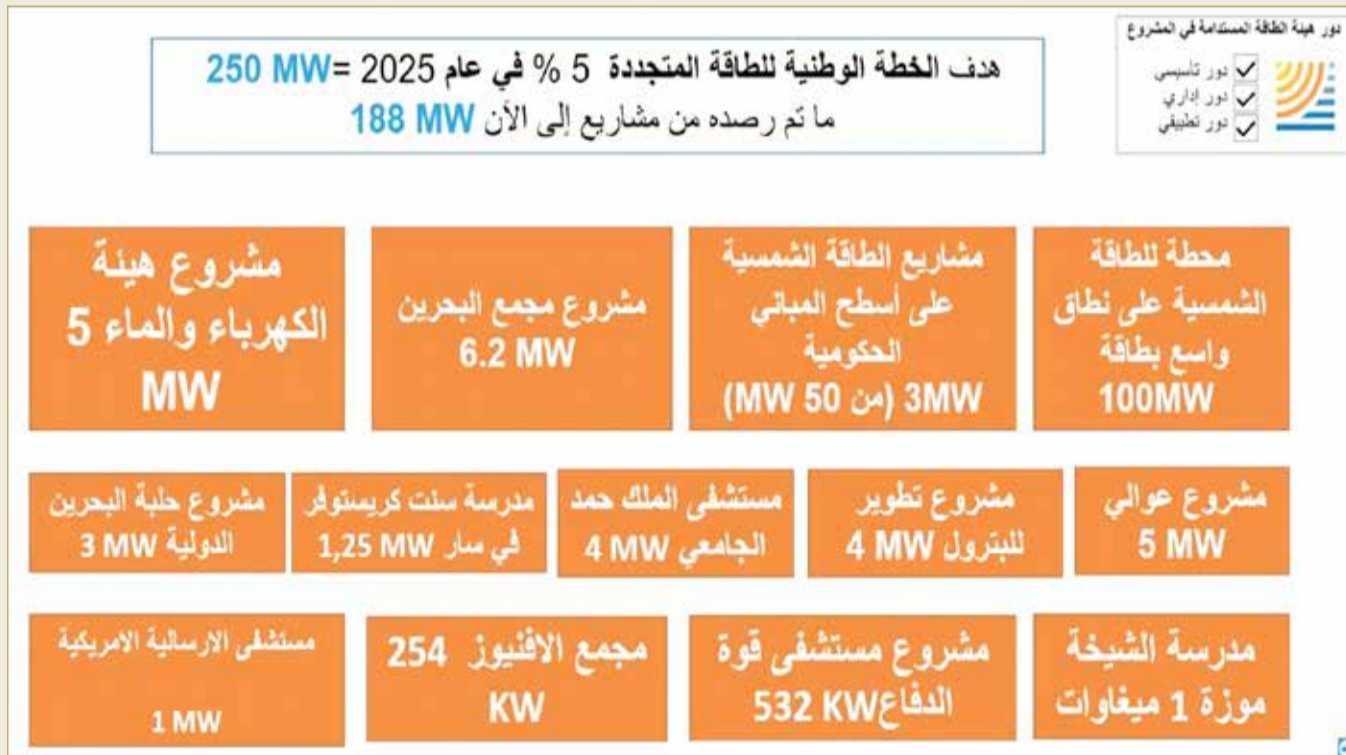 دور هيئة الطاقة المستدامة في المشروع
دور تأسيسي
دور إداري
دور تطبيقي
هدف الخطة الوطنية للطاقة المتجددة 5 % في عام 2025 =250 MW
ما تم رصده من مشاريع إلى الآن 188 MW
محطة للطاقة
الشمسية على نطاق
واسع بطاقة
100MW
مشاريع الطاقة الشمسية
على أسطح المباني
الحكومية
3MW (من 50 MW)
مشروع مجمع البحرين
6.2 MW
مشروع هيئة
الكهرباء والماء 5
MW
مشروع عوالي
5 MW
مشروع تطوير
للبترول 4 MW
مستشفى الملك حمد
الجامعي 4 MW
مدرسة سنت كريستوفر
في سار 1,25 MW
مشروع حلبة البحرين
الدولية 3 MW
مدرسة الشيخة
موزة 1 ميغاوات
مشروع مستشفى قوة
الدفاع532 KW
مجمع الافنيوز 254
KW
مستشفى الارسالية الامريكية
1 MW